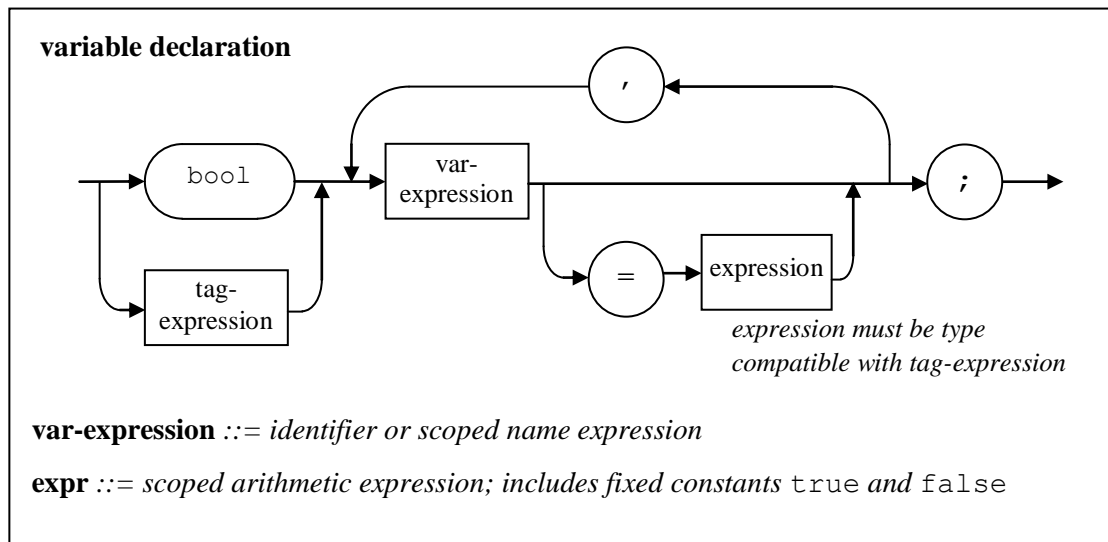 variable declaration
,
bool
var-
expression
;
tag-
expression
=
expression
expression must be type
compatible with tag-expression
var-expression ::= identifier or scoped name expression
expr ::= scoped arithmetic expression; includes fixed constants true and false